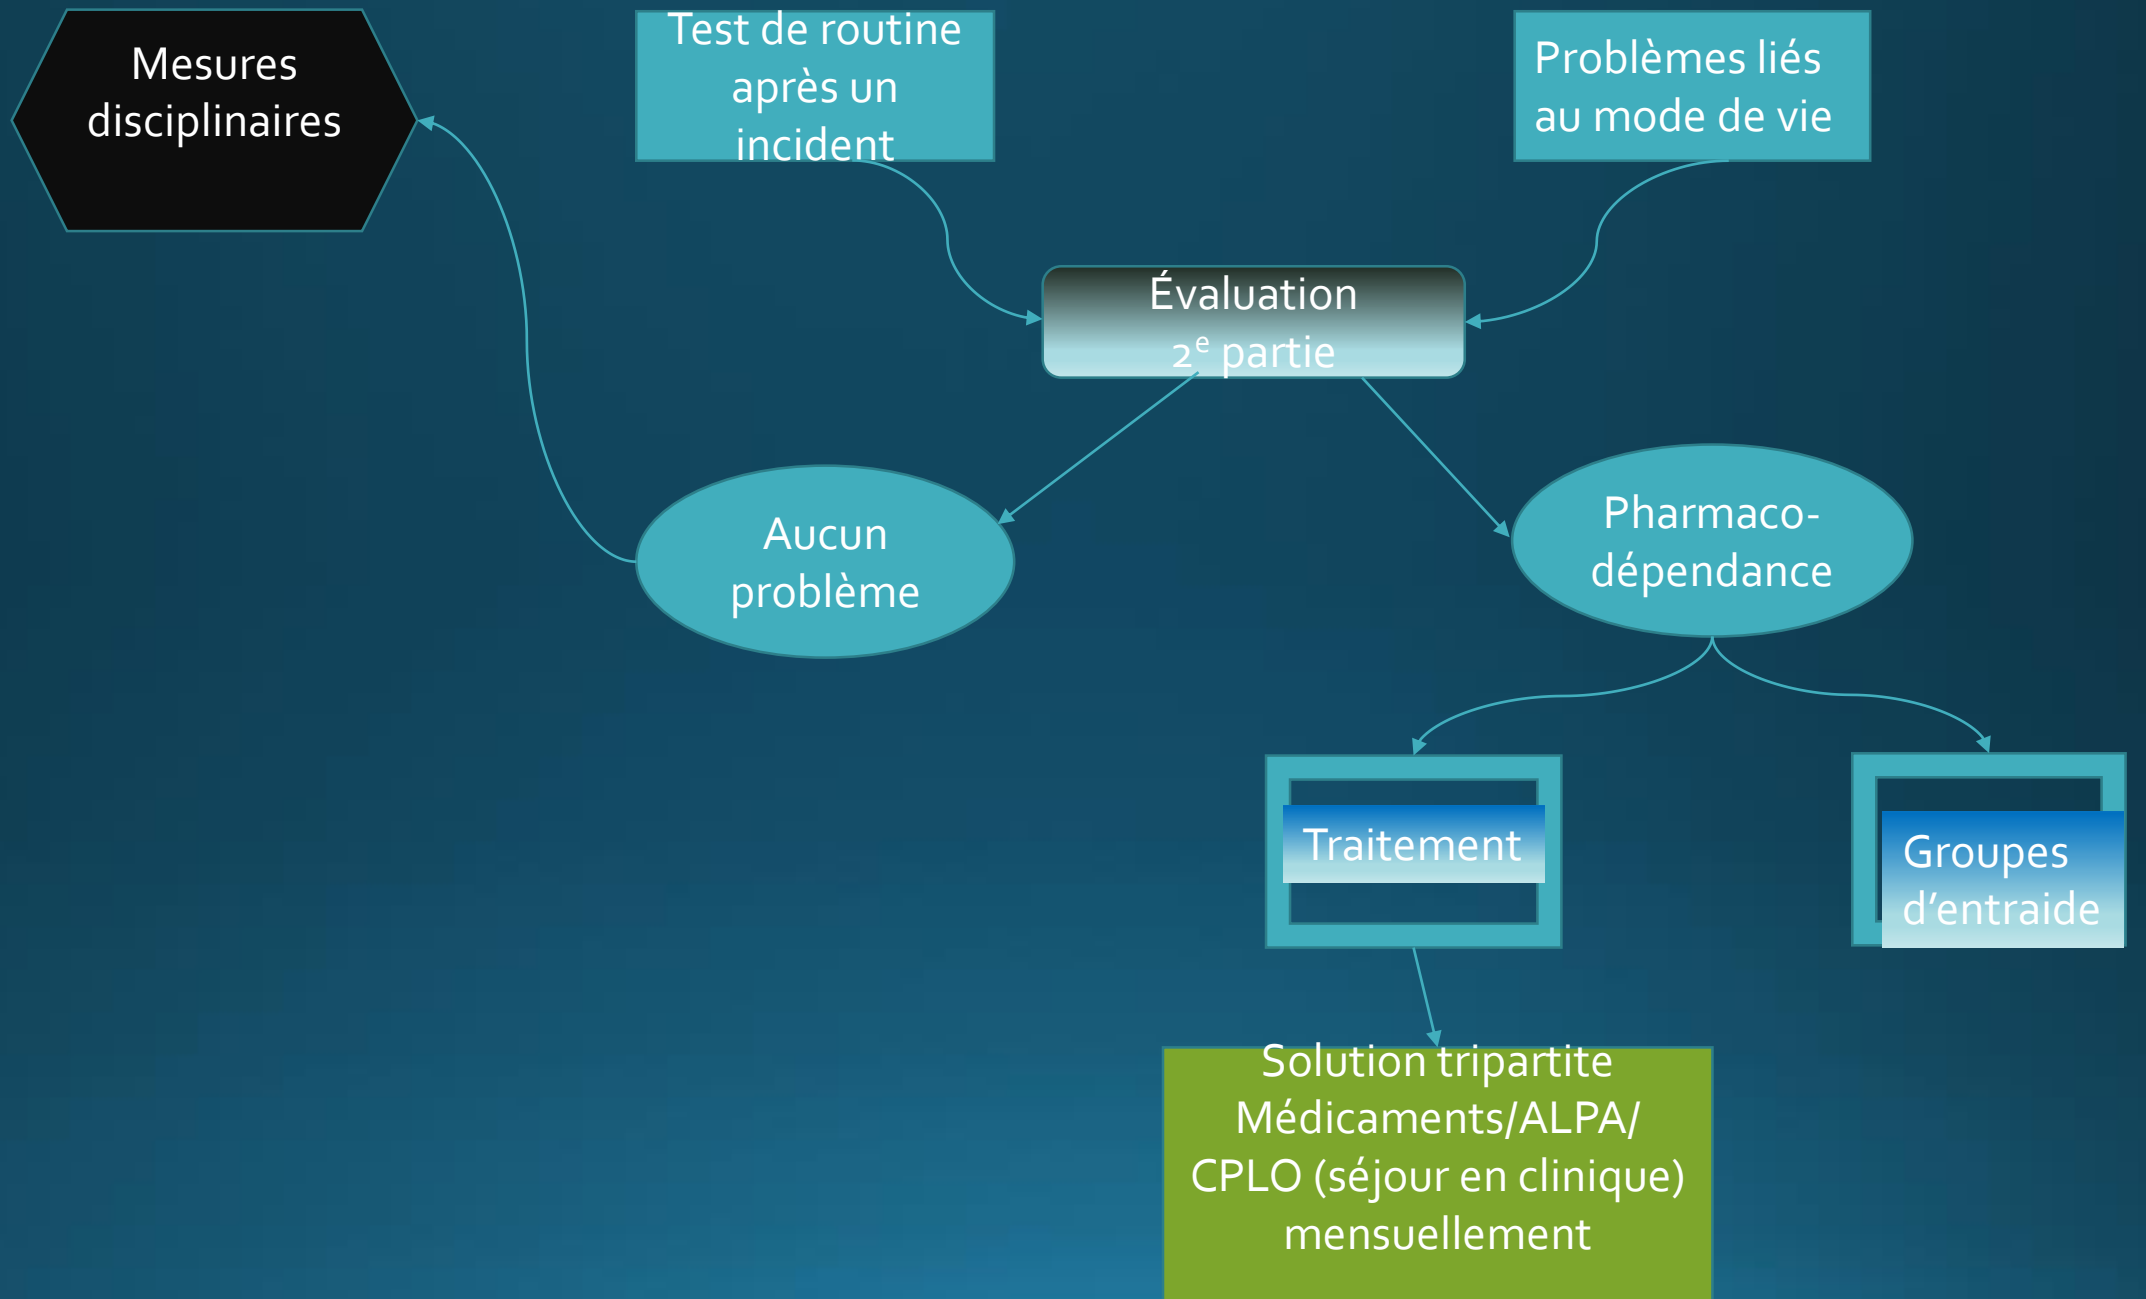 Mesures
disciplinaires
Test de routine
après un
incident
Problèmes liés
au mode de vie
Évaluation
2e partie
Aucun
problème
Pharmaco-
dépendance
Traitement
Groupes
d’entraide
Solution tripartite
Médicaments/ALPA/
CPLO (séjour en clinique)
mensuellement